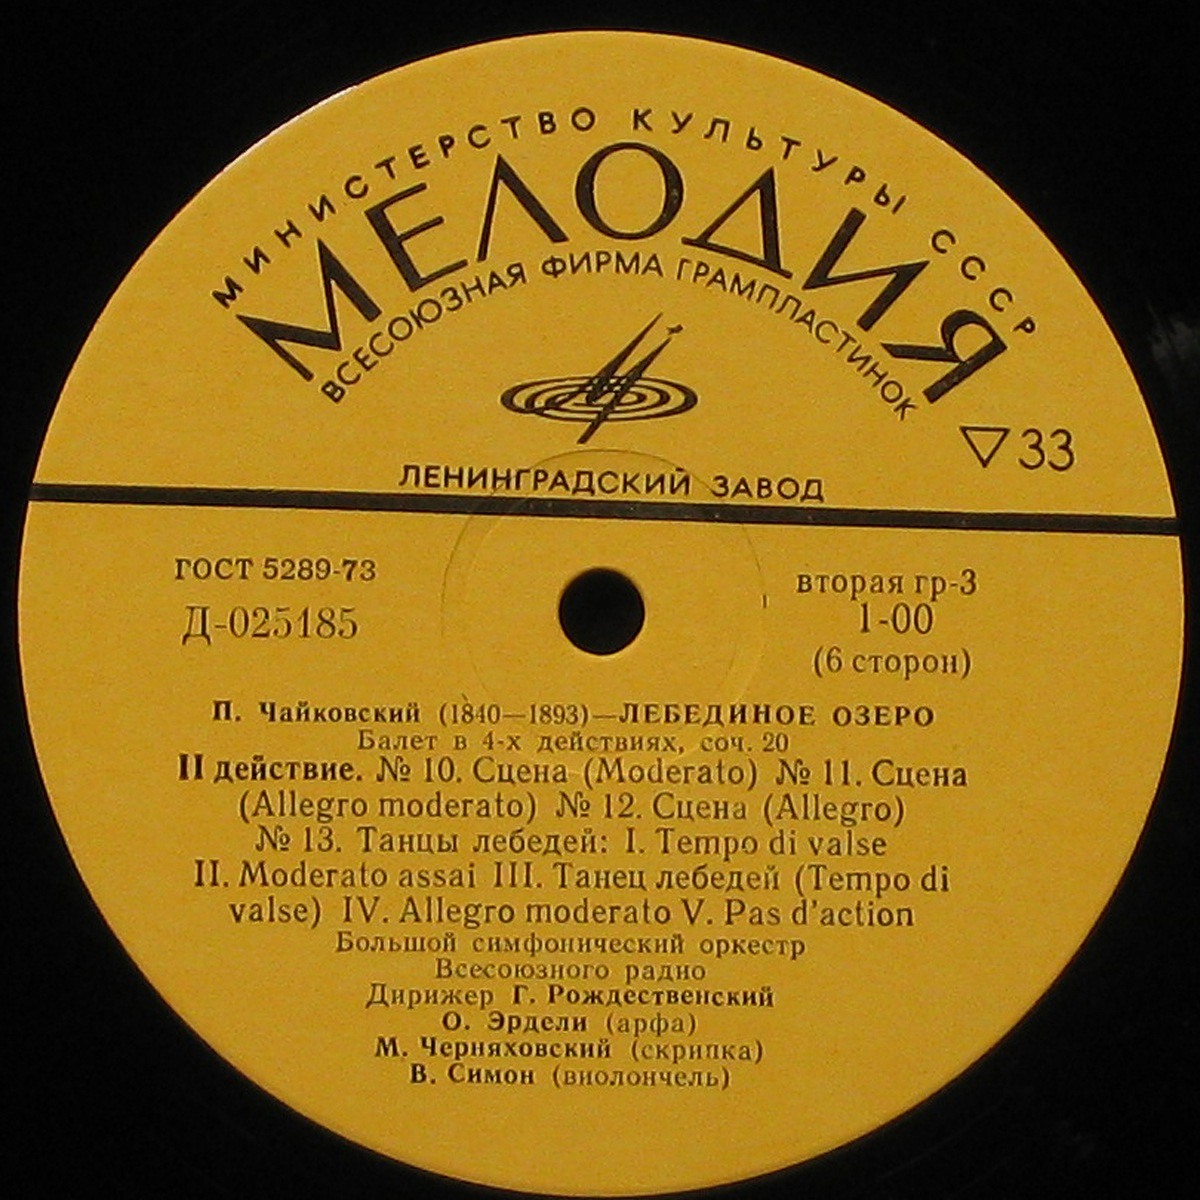 МИНИСТЕРСТВО КУЛЬТУРЫ СССР
МЕЛОДИЯ
ВСЕСОЮЗНАЯ ФИРМА ГРАМПЛАСТИНОК
▽33
ЛЕНИНГРАДСКИЙ ЗАВОД
ГОСТ 5289-73
Д-025185
вторая гр-3
1-00
(6 сторон)
П. Чайковский (1840—1893)—ЛЕБЕДИНОЕ ОЗЕРО
Балет в 4-х действиях, соч. 20
II действие. № 10. Сцена (Moderato) № 11. Сцена
(Allegro moderato) № 12. Сцена (Allegro)
№ 13. Танцы лебедей: I. Tempo di valse
II. Moderato assai III. Танец лебедей (Tempo di
valse) IV. Allegro moderato V. Pas d'action
Большой симфонический оркестр
Всесоюзного радио
Дирижер Г. Рождественский
О. Эрдели (арфа)
М. Черняховский (скрипка)
В. Симон (виолончель)